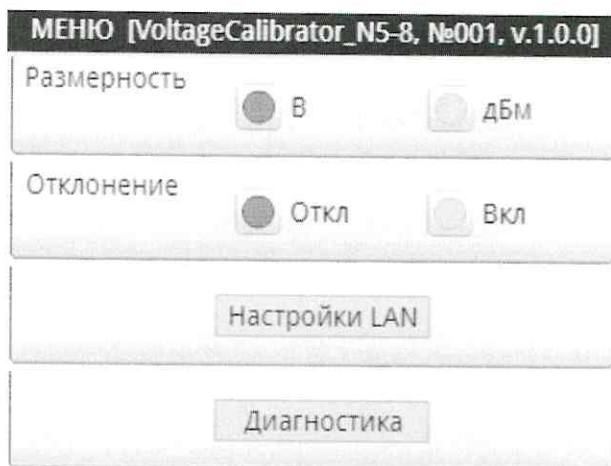 МЕНЮ [VoltageCalibrator_N5-8, №001, v.1.0.0]
Размерность
В дБм
Отклонение
Откл Вкл
Настройки LAN
Диагностика